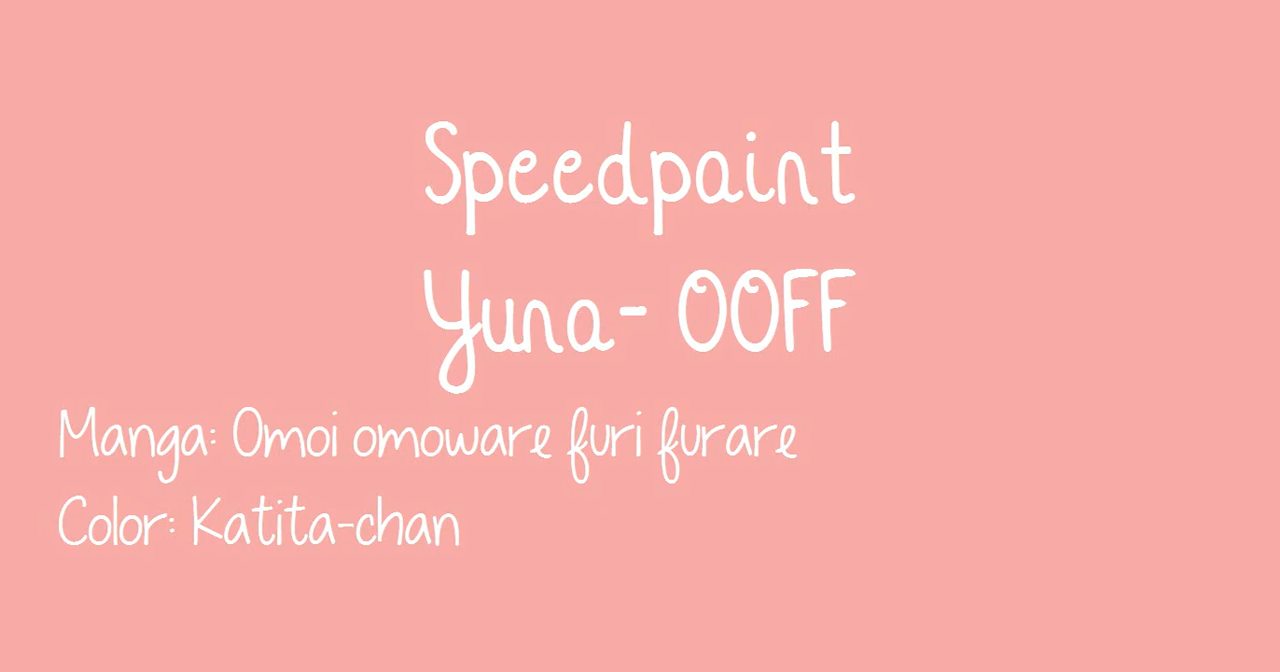 Speedpaint
Yuna- OOFF
Manga: Omoi omoware furi furare
Color: Katita-chan